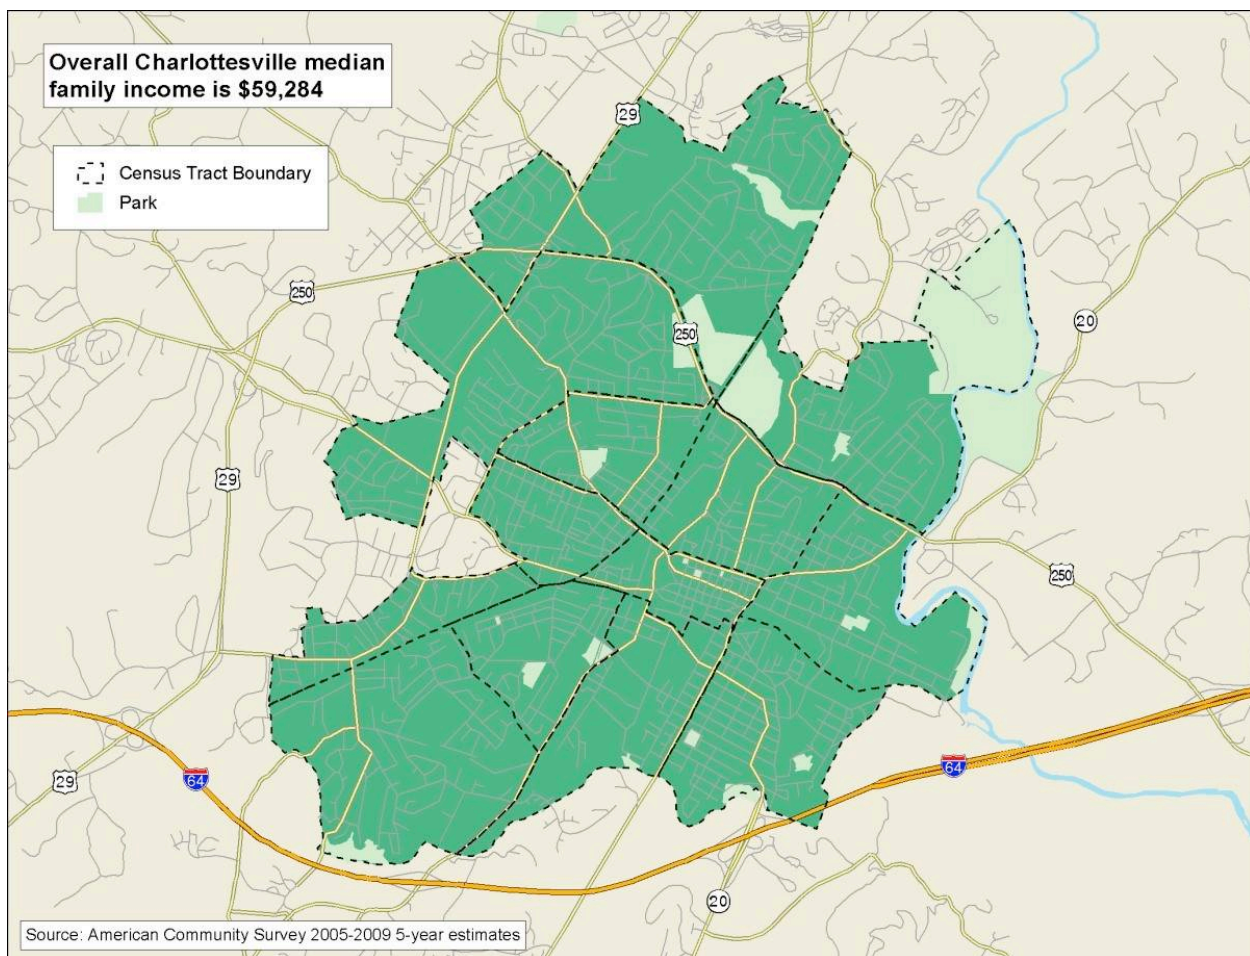 Overall Charlottesville median
family income is $59,284
29
Census Tract Boundary
Park
250
20
250
29
250
64
64
29
20
Source: American Community Survey 2005-2009 5-year estimates